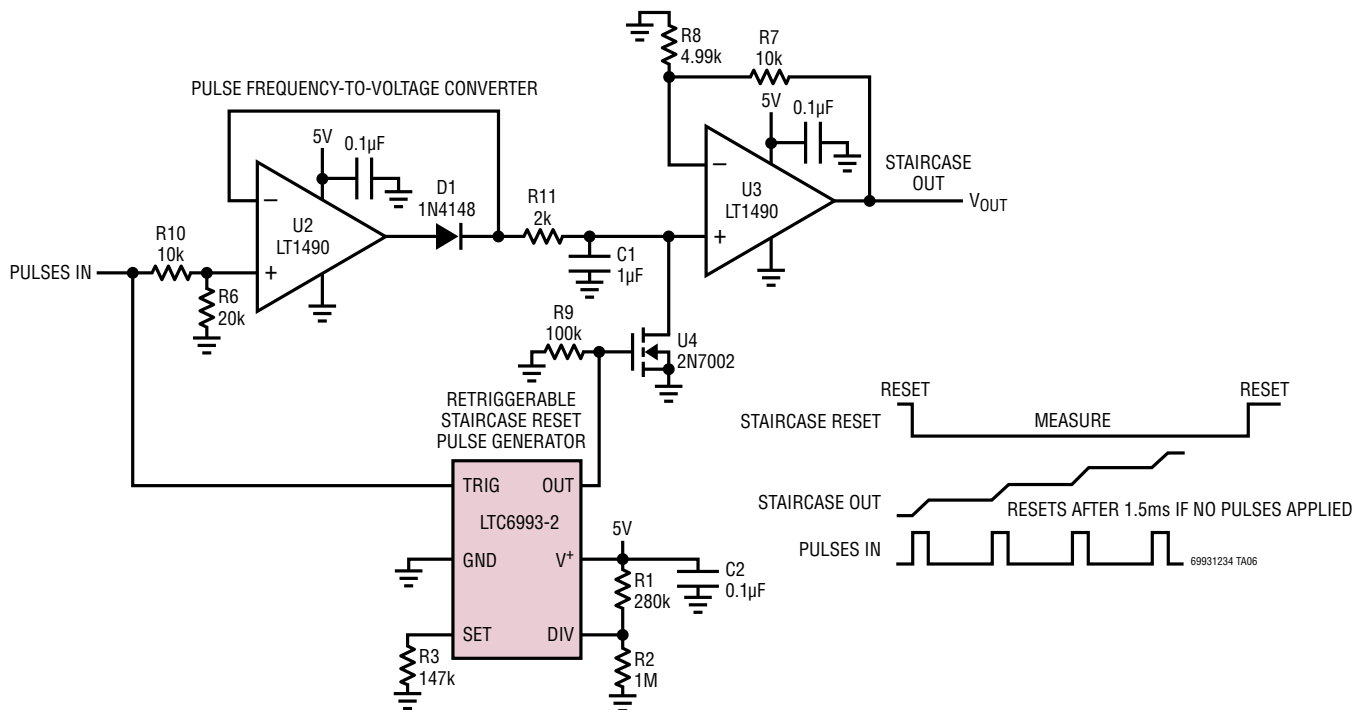 R8
4.99k
R7
10k
PULSE FREQUENCY-TO-VOLTAGE CONVERTER
5V
0.1µF
5V
0.1µF
–
U2
LT1490
+
D1
1N4148
R11
2k
–
U3
LT1490
+
STAIRCASE
OUT
VOUT
R10
10k
PULSES IN
R6
20k
C1
1µF
R9
100k
U4
2N7002
RETRIGGERABLE
STAIRCASE RESET
PULSE GENERATOR
TRIG
OUT
LTC6993-2
GND
V+
SET
DIV
5V
R1
280k
C2
0.1µF
R3
147k
R2
1M
RESET
RESET
STAIRCASE RESET
MEASURE
STAIRCASE OUT
RESETS AFTER 1.5ms IF NO PULSES APPLIED
PULSES IN
69931234 TA06